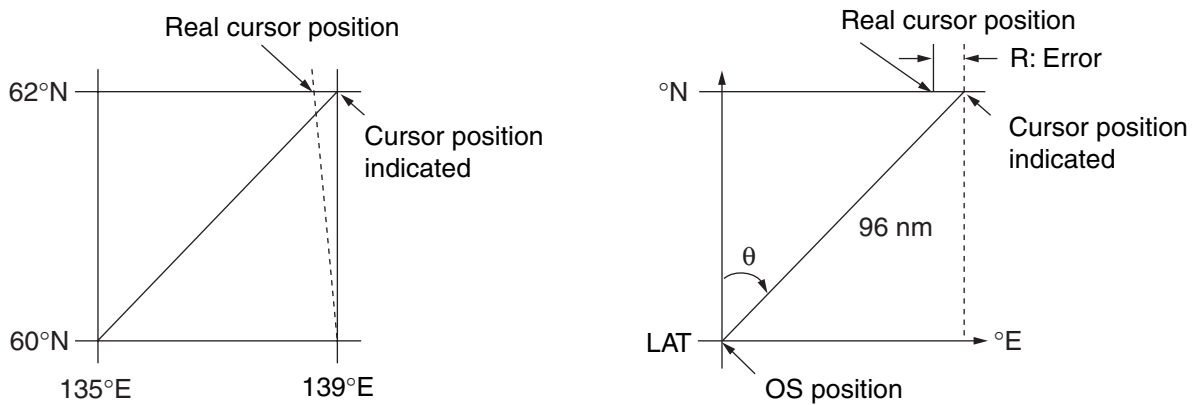 Real cursor position
62°N
Cursor position
indicated
60°N
135°E
139°E
Real cursor position
R: Error
°N
Cursor position
indicated
96 nm
θ
LAT
°E
OS position